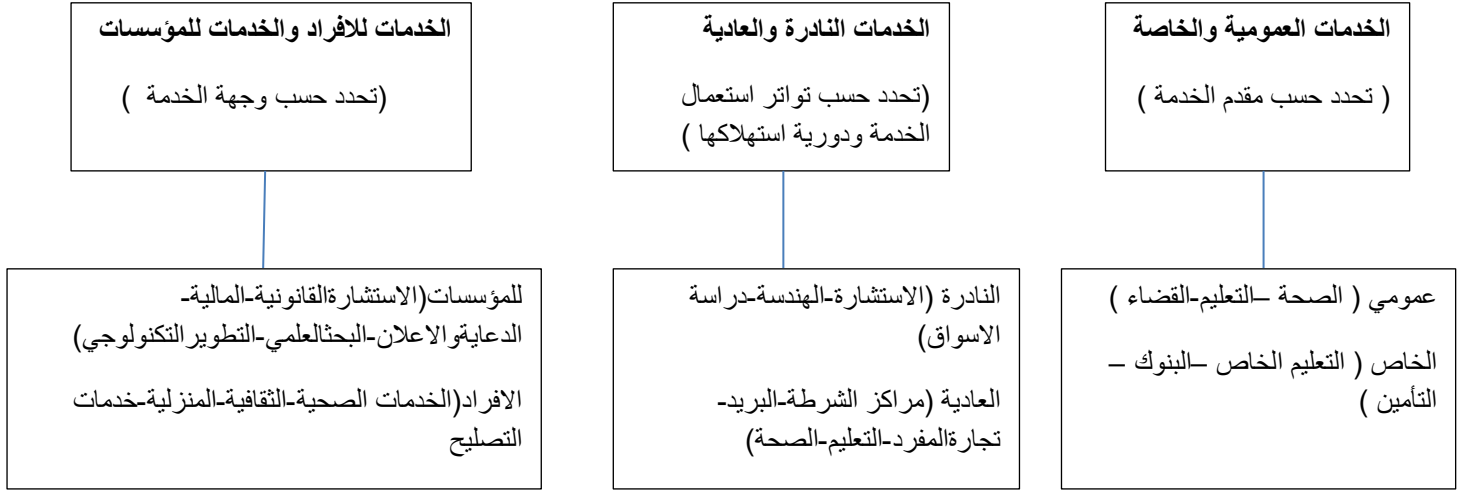 الخدمات العمومية والخاصة
( تحدد حسب مقدم الخدمة )
عمومي ( الصحة –التعليم-القضاء )
الخاص ( التعليم الخاص –البنوك –
التأمين )
الخدمات النادرة والعادية
(تحدد حسب تواتر استعمال
الخدمة ودورية استهلاكها )
النادرة (الاستشارة-الهندسة-دراسة
الاسواق)
العادية (مراكز الشرطة-البريد-
تجارةالمفرد-التعليم-الصحة)
الخدمات للافراد والخدمات للمؤسسات
(تحدد حسب وجهة الخدمة )
للمؤسسات(الاستشارةالقانونية-المالية-
الدعايةوالاعلان-البحثالعلمي-التطويرالتكنولوجي)
الافراد(الخدمات الصحية-الثقافية-المنزلية-خدمات
التصليح